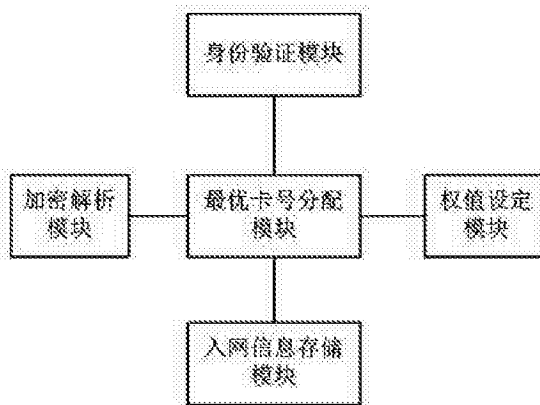 身份验证模块
加密解析
模块
最优卡号分配
模块
权值设定
模块
入网信息存储
模块